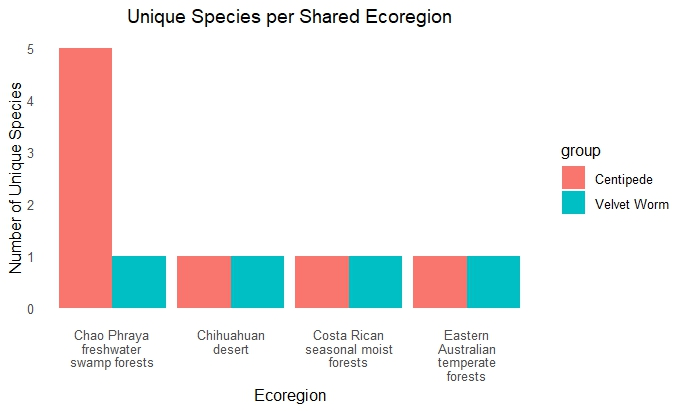 Unique Species per Shared Ecoregion
Number of Unique Species
5
4
3
2
1
0
Chao Phraya
freshwater
swamp forests
Chihuahuan
desert
Costa Rican
seasonal moist
forests
Eastern
Australian
temperate
forests
Ecoregion
group
Centipede
Velvet Worm